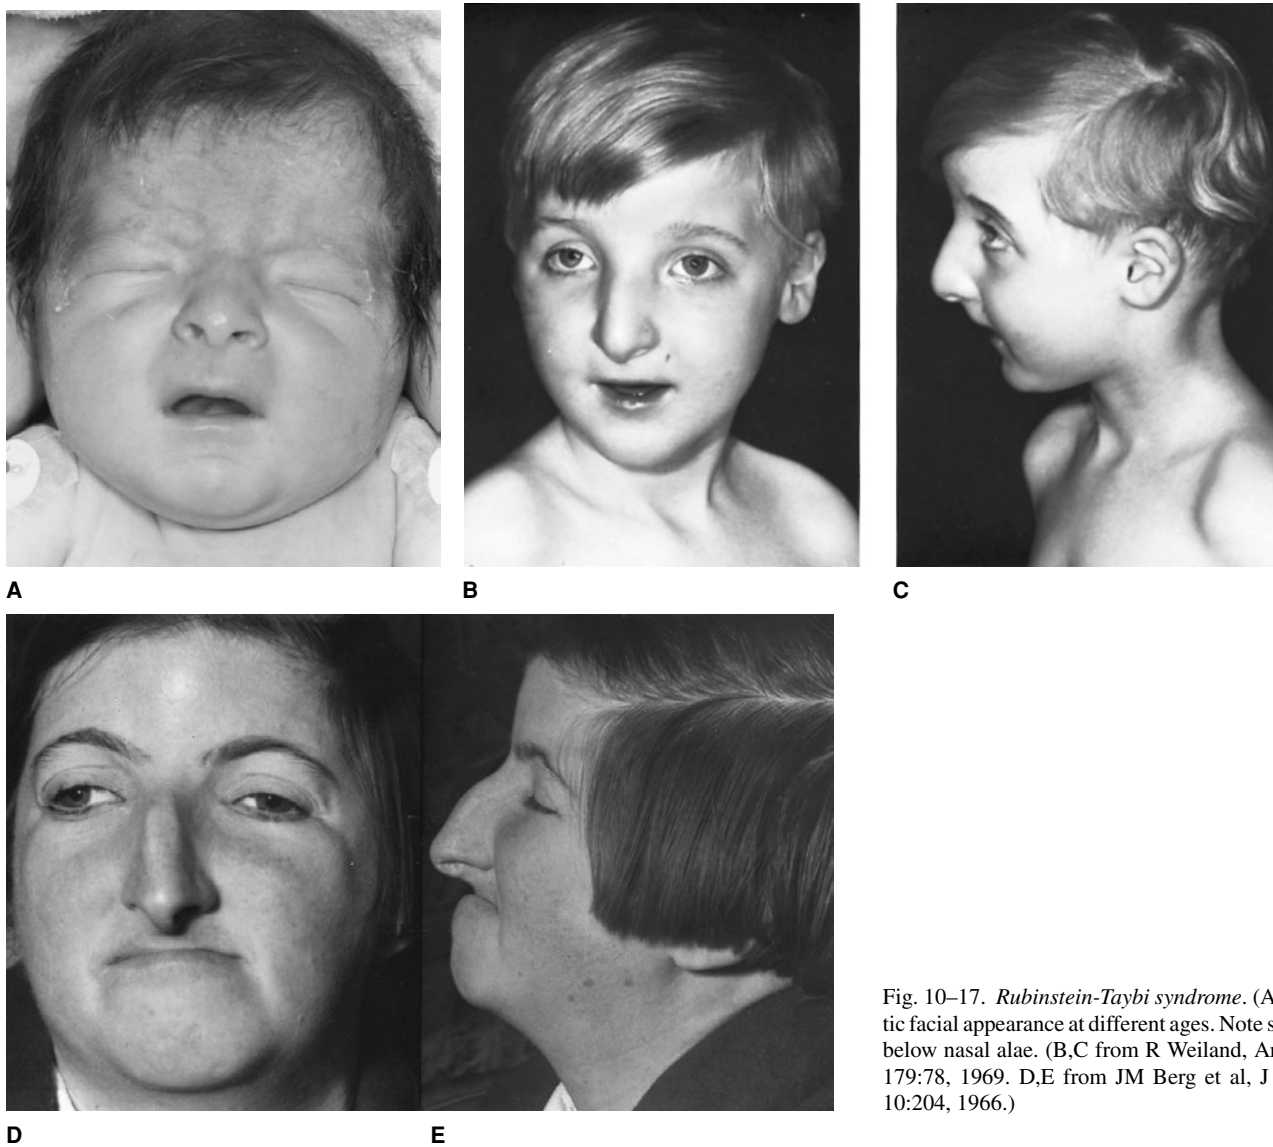 A
B
C
D
E
Fig. 10–17. Rubinstein-Taybi syndrome. (A
tic facial appearance at different ages. Note s
below nasal alae. (B,C from R Weiland, Ar
179:78, 1969. D,E from JM Berg et al, J
10:204, 1966.)